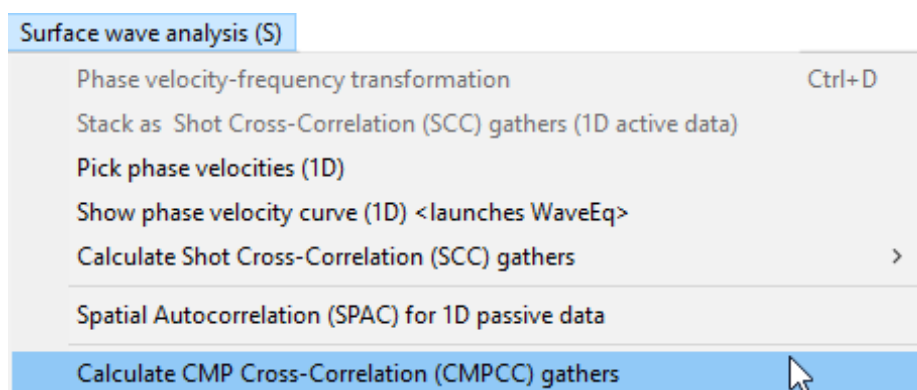 Surface wave analysis (S)
Phase velocity-frequency transformation Ctrl+D
Stack as  Shot Cross-Correlation (SCC) gathers (1D active data)
Pick phase velocities (1D)
Show phase velocity curve (1D) <launches WaveEq>
Calculate Shot Cross-Correlation (SCC) gathers >
Spatial Autocorrelation (SPAC) for 1D passive data
Calculate CMP Cross-Correlation (CMPCC) gathers